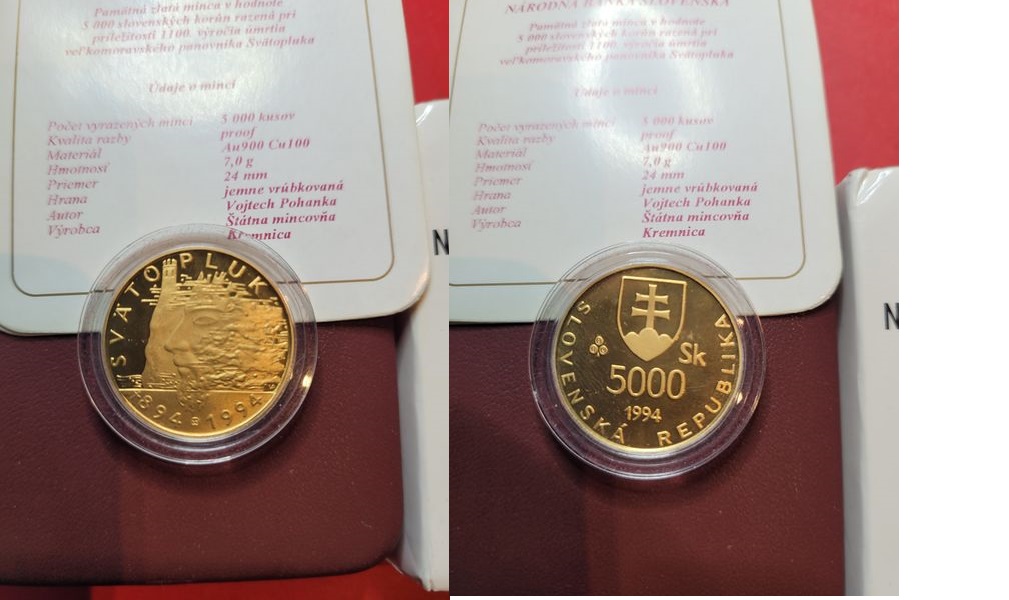 Pamätná zlatá minca v hodnote
5 000 slovenských korún razená pri
príležitosti 1100. výročia úmrtia
veľkomoravského panovníka Svätopluka
Údaje o minci
Počet vyrazených mincí 5 000 kusov
Kvalita razby proof
Materiál Au900 Cu100
Hmotnosť 7,0 g
Priemer 24 mm
Hrana jemne vrúbkovaná
Autor Vojtech Pohanka
Výrobca Štátna mincovňa
Kremnica
SVÄTOPLUK
894 1994
N
NÁRODNÁ BANKA SLOVENSKA
Pamätná zlatá minca v hodnote
5 000 slovenských korún razená pri
príležitosti 1100. výročia úmrtia
veľkomoravského panovníka Svätopluka
Údaje o minci
Počet vyrazených mincí 5 000 kusov
Kvalita razby proof
Materiál Au900 Cu100
Hmotnosť 7,0 g
Priemer 24 mm
Hrana jemne vrúbkovaná
Autor Vojtech Pohanka
Výrobca Štátna mincovňa
Kremnica
SLOVENSKÁ REPUBLIKA
Sk
5000
1994
N